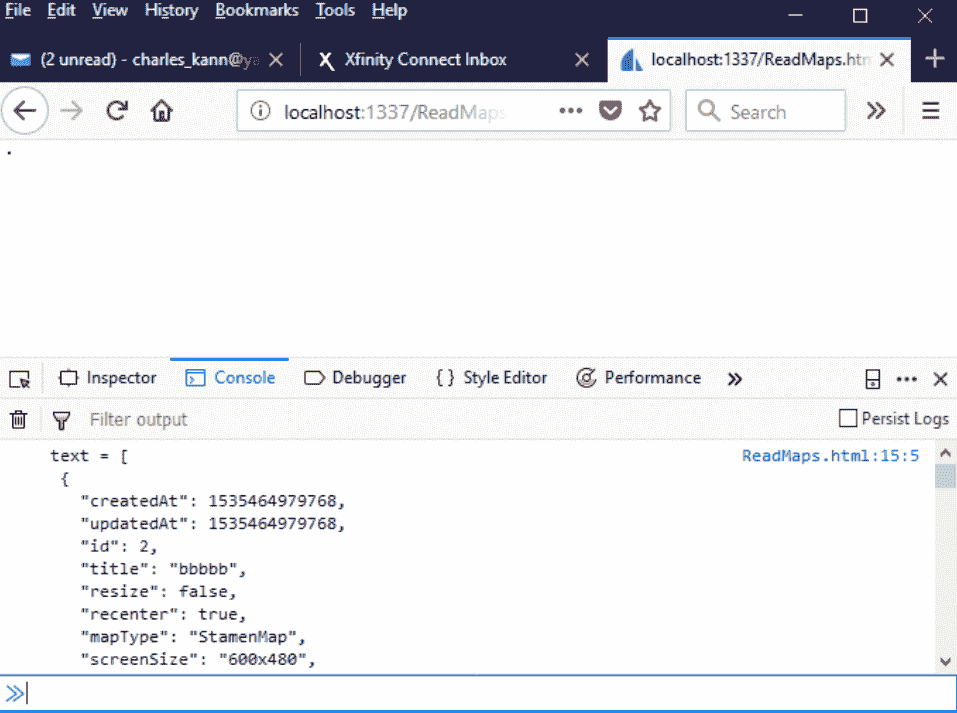 File Edit View History Bookmarks Tools Help
(2 unread) - charles_kann@ya
Xfinity Connect Inbox
localhost:1337/ReadMaps.htm
localhost:1337/ReadMaps
Search
Inspector Console Debugger Style Editor Performance
Filter output
Persist Logs
text = [
ReadMaps.html:15:5
{
"createdAt": 1535464979768,
"updatedAt": 1535464979768,
"id": 2,
"title": "bbbbb",
"resize": false,
"recenter": true,
"mapType": "StamenMap",
"screenSize": "600x480",